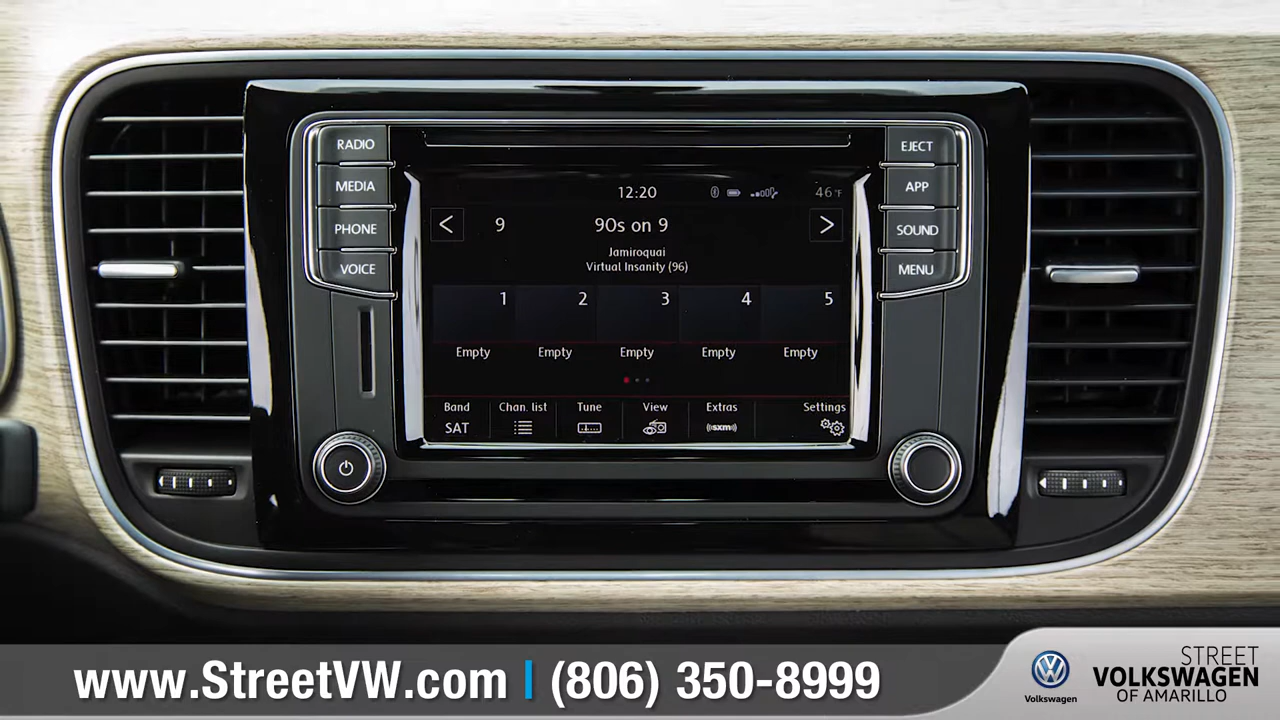 RADIO
MEDIA
PHONE
VOICE
EJECT
APP
SOUND
MENU
12:20
46°F
< 9 90s on 9 >
Jamiroquai
Virtual Insanity (96)
1 2 3 4 5
Empty Empty Empty Empty Empty
Band Chan. list Tune View Extras Settings
SAT
((sxm))
www.StreetVW.com | (806) 350-8999
Volkswagen
STREET
VOLKSWAGEN
OF AMARILLO